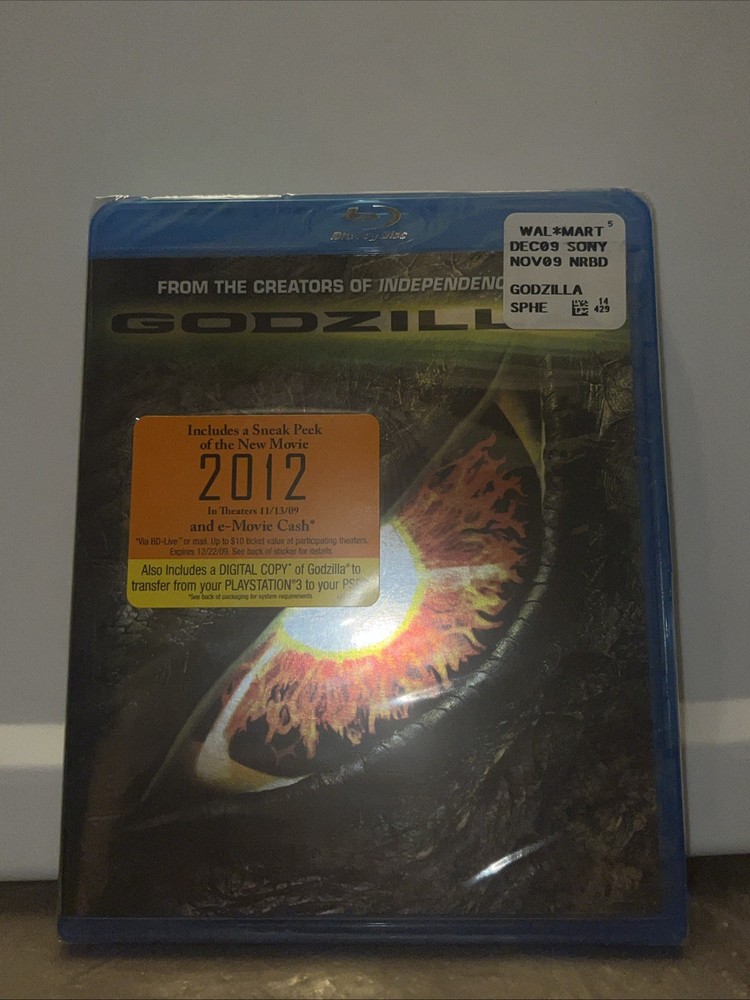 Blu-ray Disc
WAL*MART 5
DEC09 SONY
NOV09 NRBD
GODZILLA
SPHE 14
429
FROM THE CREATORS OF INDEPENDENC
GODZILL
Includes a Sneak Peek
of the New Movie
2012
In Theaters 11/13/09
and e-Movie Cash*
*Via BD-Live™ or mail. Up to $10 ticket value at participating theaters.
Expires 12/22/09. See back of sticker for details
Also Includes a DIGITAL COPY* of Godzilla® to
transfer from your PLAYSTATION®3 to your PSP
*See back of packaging for system requirements